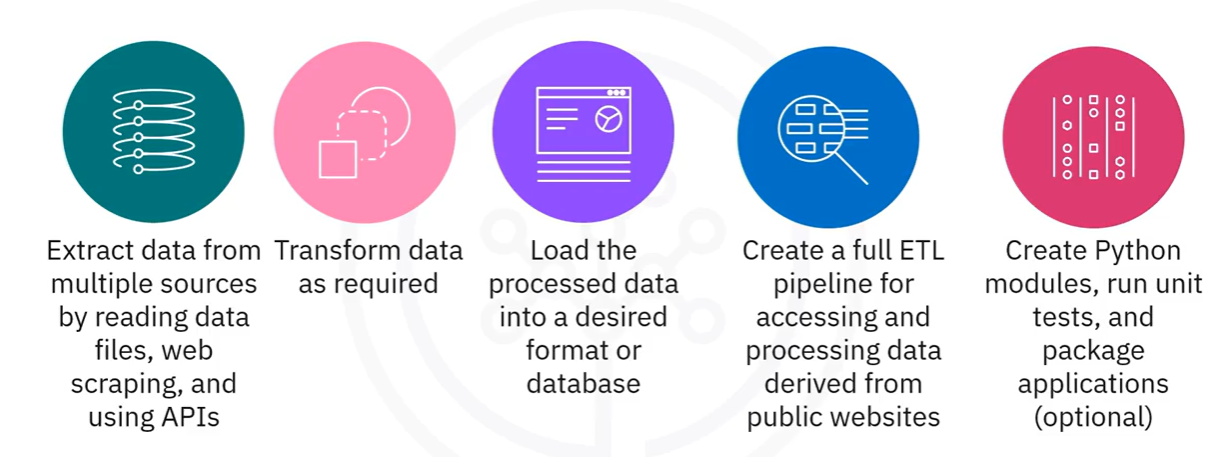 Extract data from
multiple sources
by reading data
files, web
scraping, and
using APIs
Transform data
as required
Load the
processed data
into a desired
format or
database
Create a full ETL
pipeline for
accessing and
processing data
derived from
public websites
Create Python
modules, run unit
tests, and
package
applications
(optional)